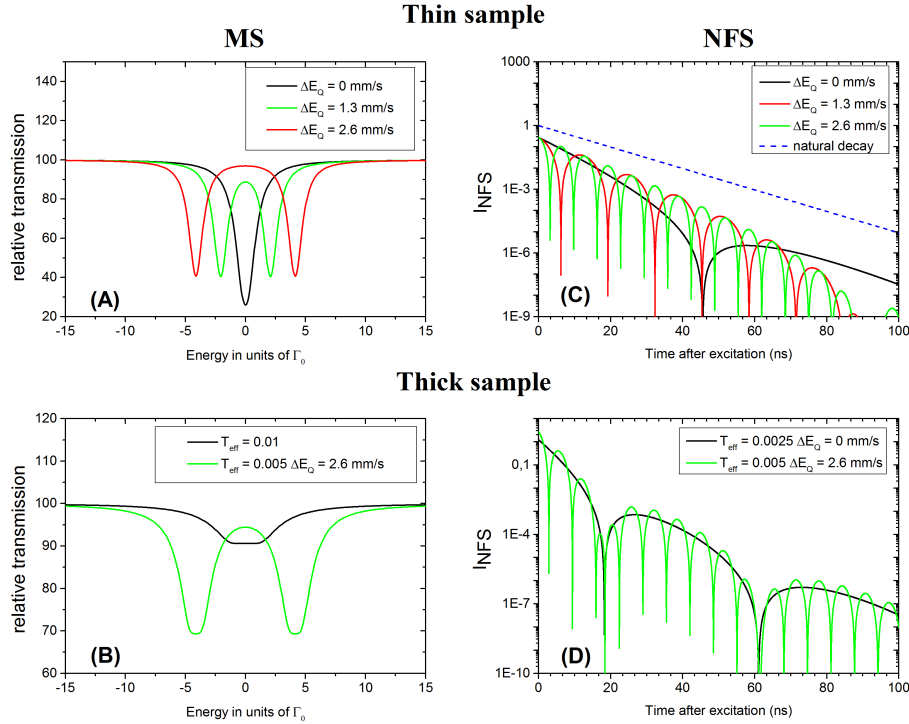 Thin sample
MS
NFS
150
140
120
100
80
60
40
20
relative transmission
ΔE_Q = 0 mm/s
ΔE_Q = 1.3 mm/s
ΔE_Q = 2.6 mm/s
(A)
-15 -10 -5 0 5 10 15
Energy in units of Γ_0
1000
1
1E-3
1E-6
1E-9
I_NFS
ΔE_Q = 0 mm/s
ΔE_Q = 1.3 mm/s
ΔE_Q = 2.6 mm/s
natural decay
(C)
0 20 40 60 80 100
Time after excitation (ns)
Thick sample
120
110
100
90
80
70
60
relative transmission
T_eff = 0.01
T_eff = 0.005 ΔE_Q = 2.6 mm/s
(B)
-15 -10 -5 0 5 10 15
Energy in units of Γ_0
0,1
1E-4
1E-7
1E-10
I_NFS
T_eff = 0.0025 ΔE_Q = 0 mm/s
T_eff = 0.005 ΔE_Q = 2.6 mm/s
(D)
0 20 40 60 80 100
Time after excitation (ns)